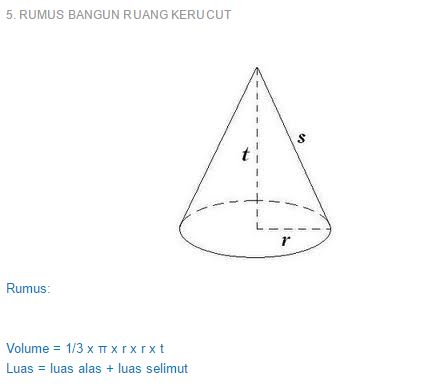 5. RUMUS BANGUN RUANG KERUCUT
s
t
r
Rumus:
Volume = 1/3 x π x r x r x t
Luas = luas alas + luas selimut